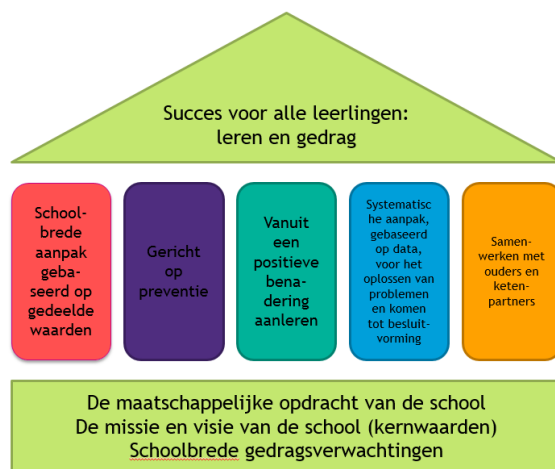 Succes voor alle leerlingen:
leren en gedrag
School-
brede
aanpak
geba-
seerd op
gedeelde
waarden
Gericht
op
preventie
Vanuit
een
positieve
bena-
dering
aanleren
Systematisc
he aanpak,
gebaseerd
op data,
voor het
oplossen van
problemen
en komen
tot besluit-
vorming
Samen-
werken met
ouders en
keten-
partners
De maatschappelijke opdracht van de school
De missie en visie van de school (kernwaarden)
Schoolbrede gedragsverwachtingen